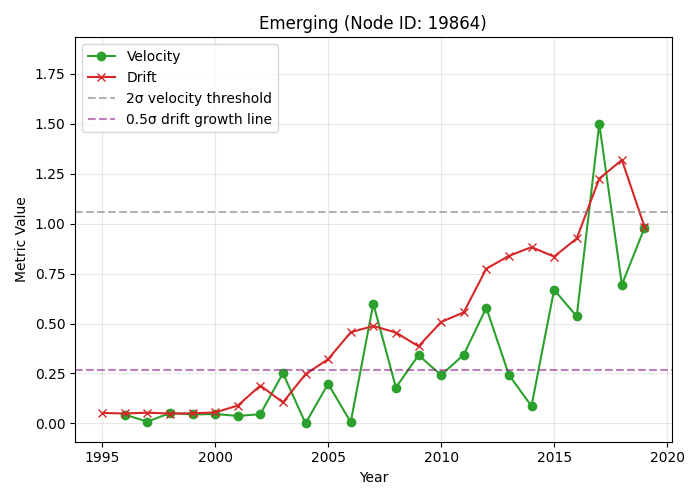 Emerging (Node ID: 19864)
Velocity
Drift
2σ velocity threshold
0.5σ drift growth line
Metric Value
1.75
1.50
1.25
1.00
0.75
0.50
0.25
0.00
1995
2000
2005
2010
2015
2020
Year